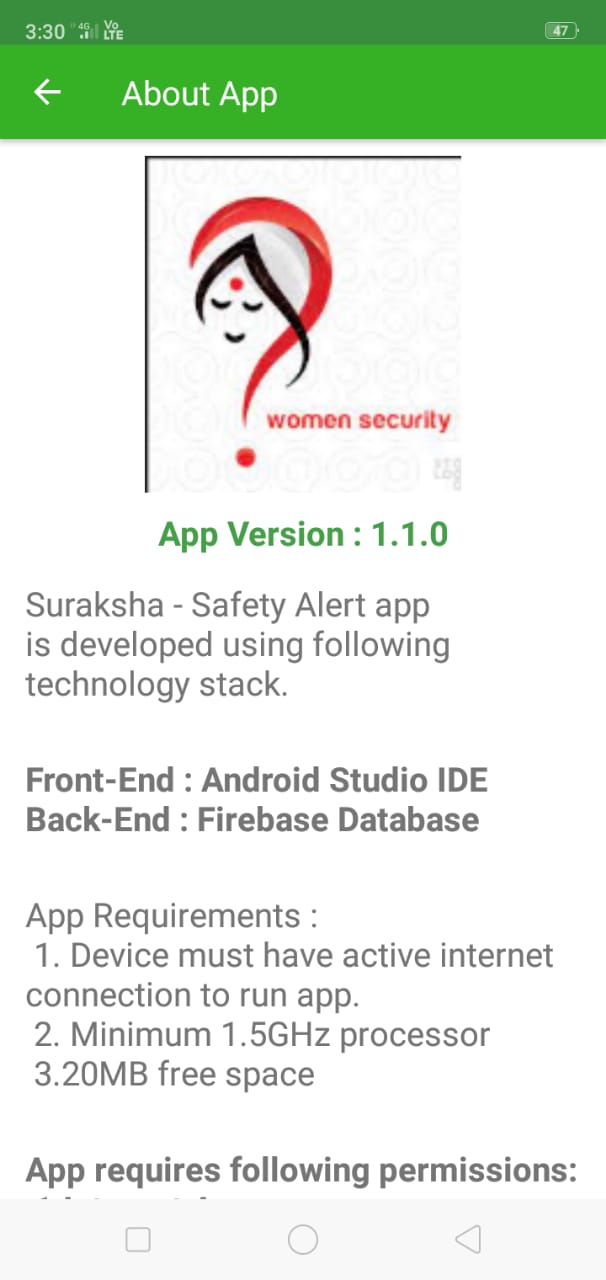 3:30 4G Vo LTE 47
About App
women security
App Version : 1.1.0
Suraksha - Safety Alert app
is developed using following
technology stack.
Front-End : Android Studio IDE
Back-End : Firebase Database
App Requirements :
1. Device must have active internet
connection to run app.
2. Minimum 1.5GHz processor
3.20MB free space
App requires following permissions: